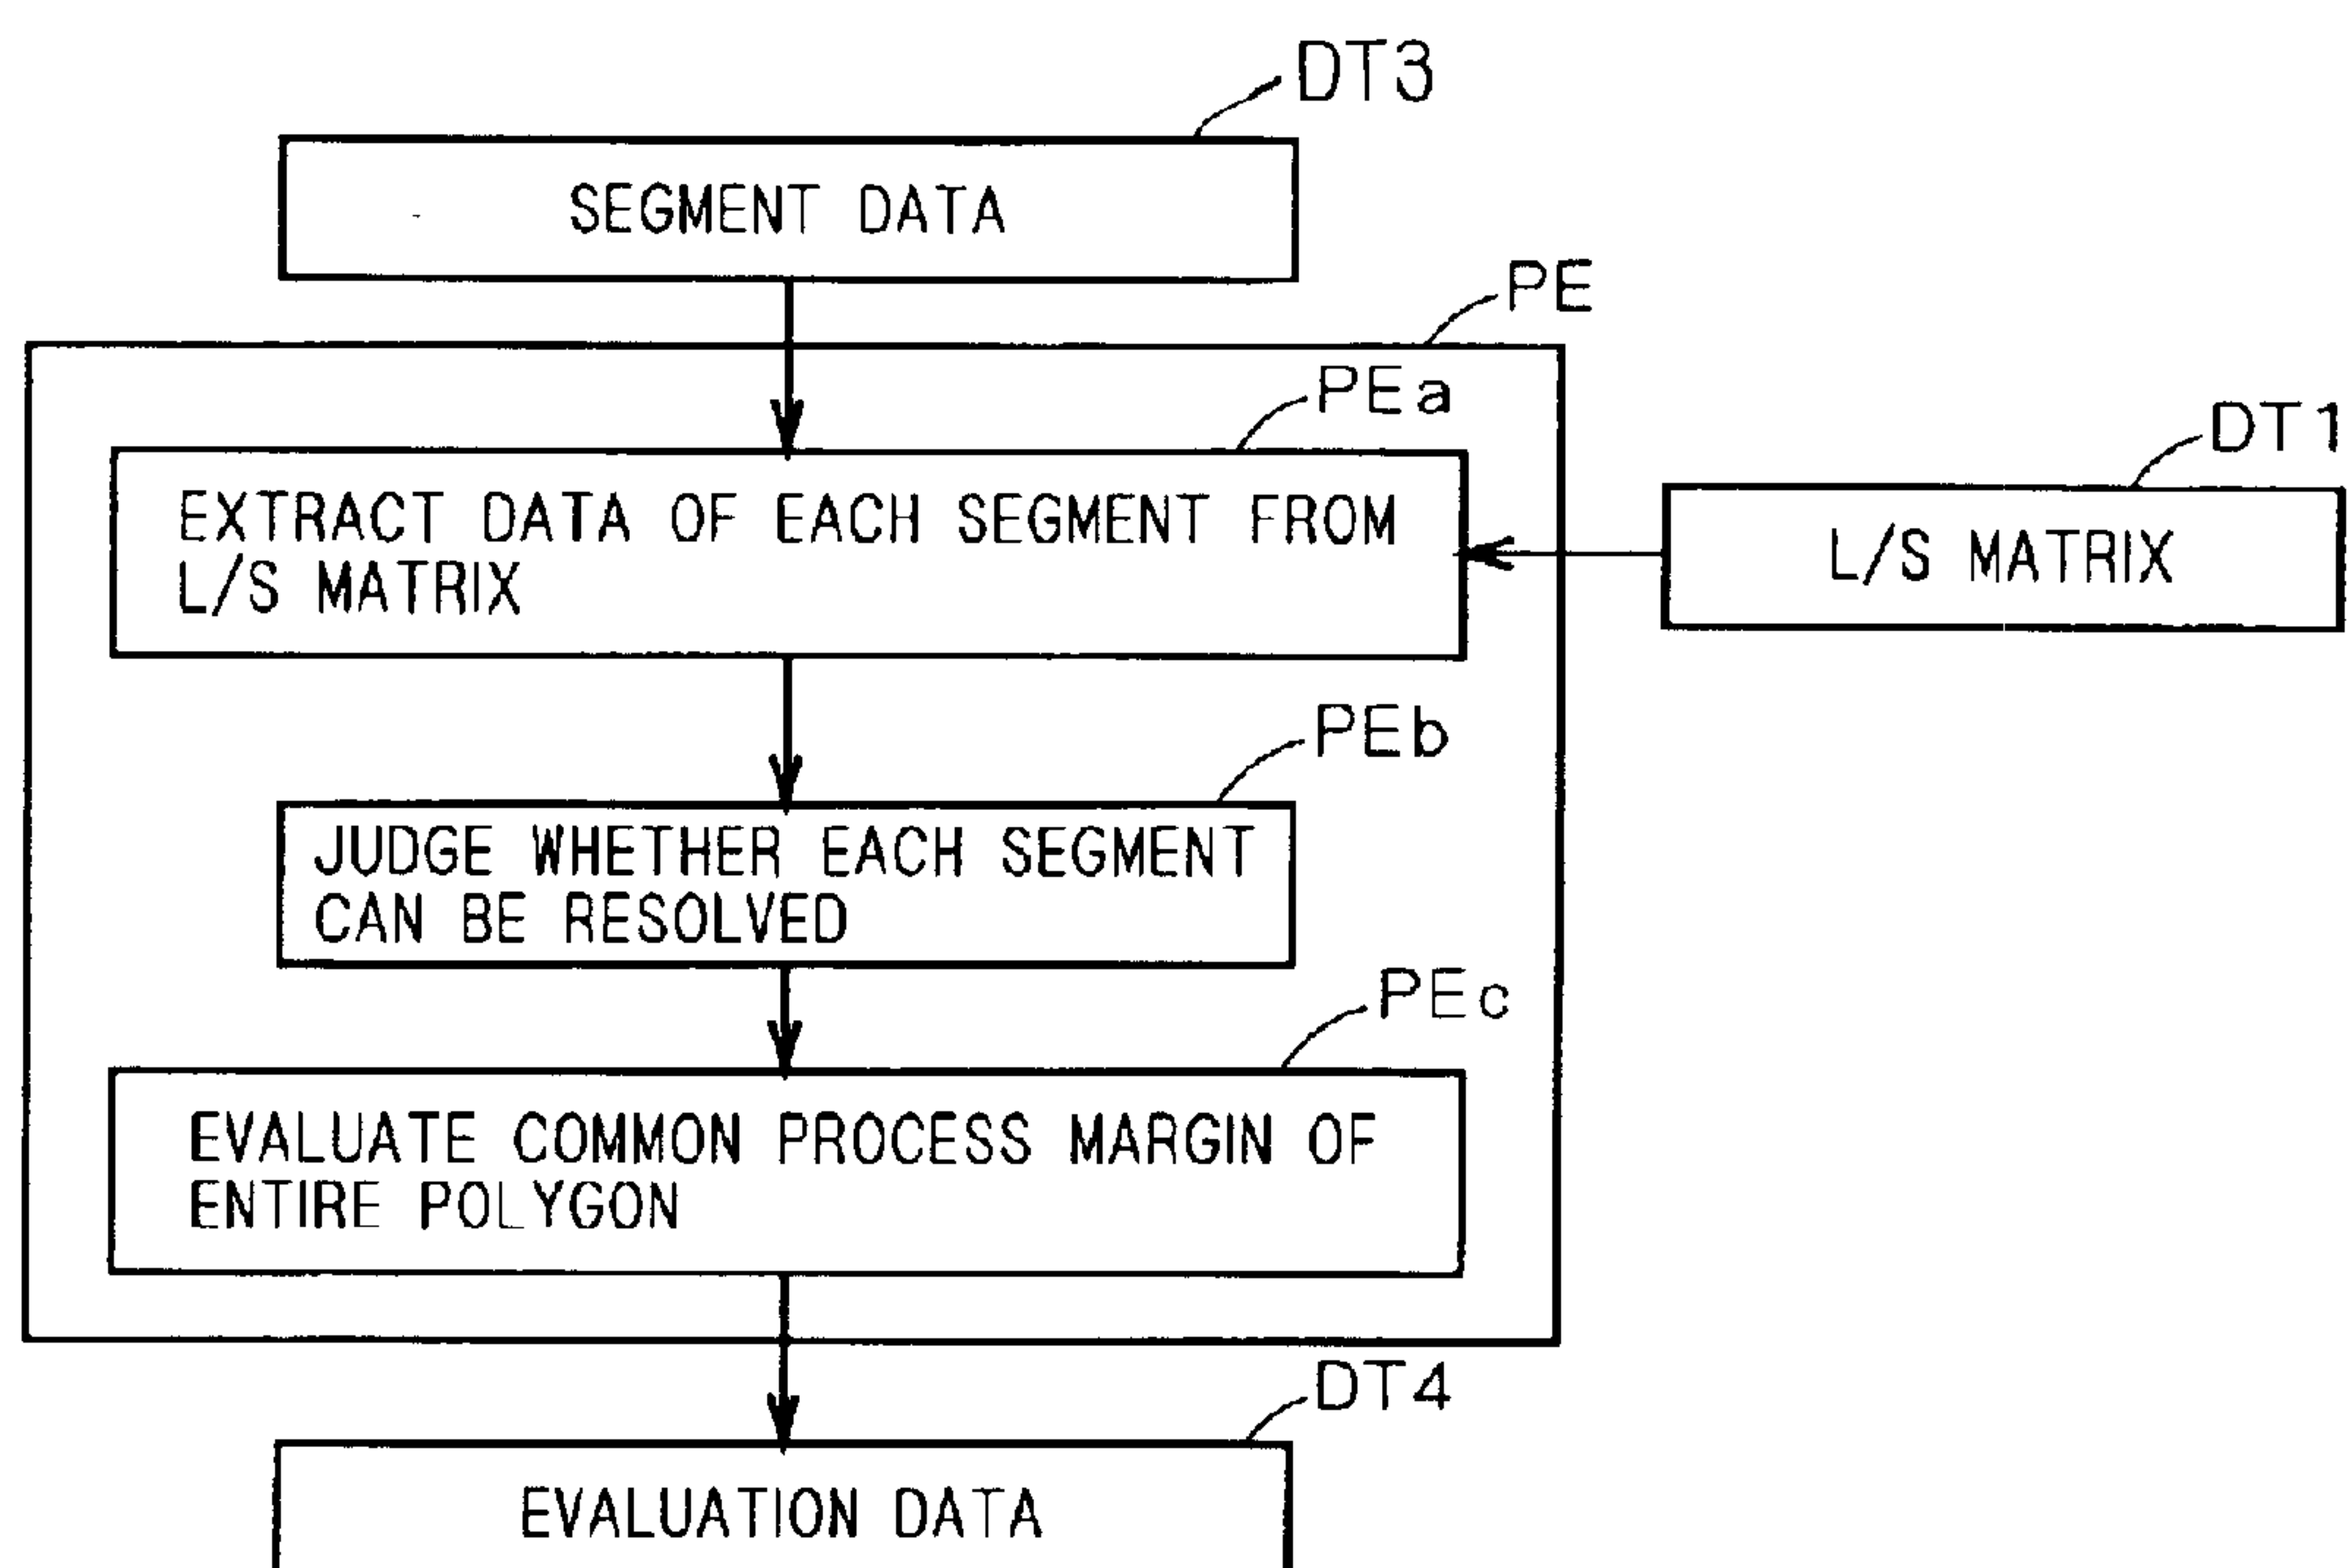 DT3
SEGMENT DATA
PE
PEa
DT1
EXTRACT DATA OF EACH SEGMENT FROM
L/S MATRIX
L/S MATRIX
PEb
JUDGE WHETHER EACH SEGMENT
CAN BE RESOLVED
PEc
EVALUATE COMMON PROCESS MARGIN OF
ENTIRE POLYGON
DT4
EVALUATION DATA